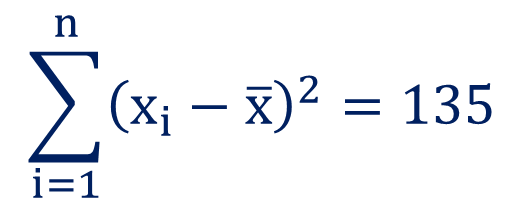 n
∑(xᵢ − x̄)² = 135
i=1